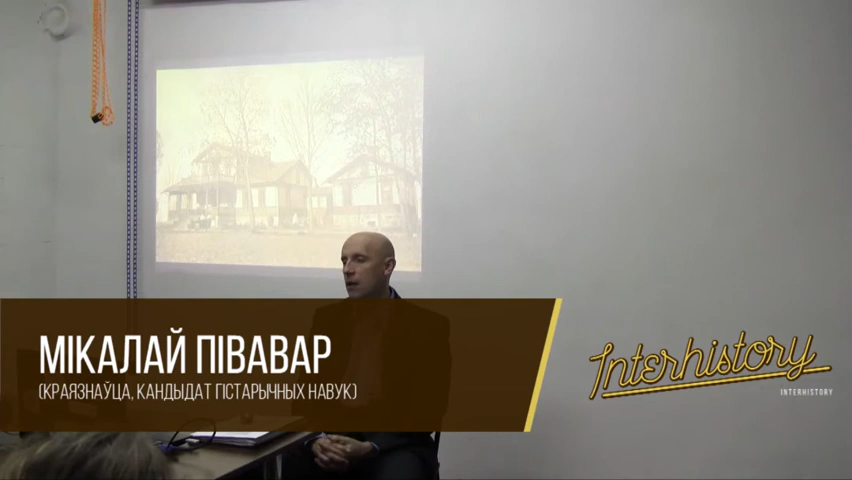 МІКАЛАЙ ПІВАВАР
(КРАЯЗНАЎЦА, КАНДЫДАТ ГІСТАРЫЧНЫХ НАВУК)
Interhistory
INTERHISTORY